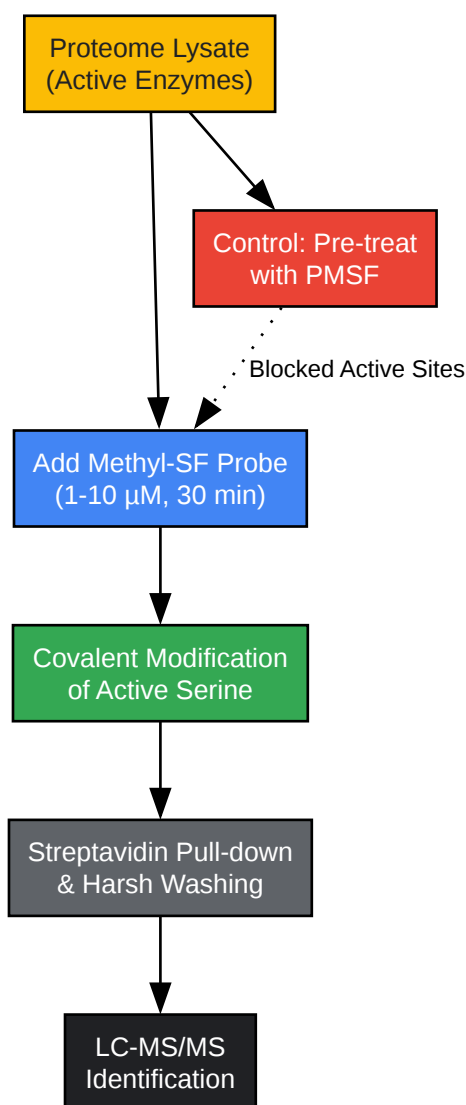 Proteome Lysate
(Active Enzymes)
Control: Pre-treat
with PMSF
Blocked Active Sites
Add Methyl-SF Probe
(1-10 µM, 30 min)
Covalent Modification
of Active Serine
Streptavidin Pull-down
& Harsh Washing
LC-MS/MS
Identification